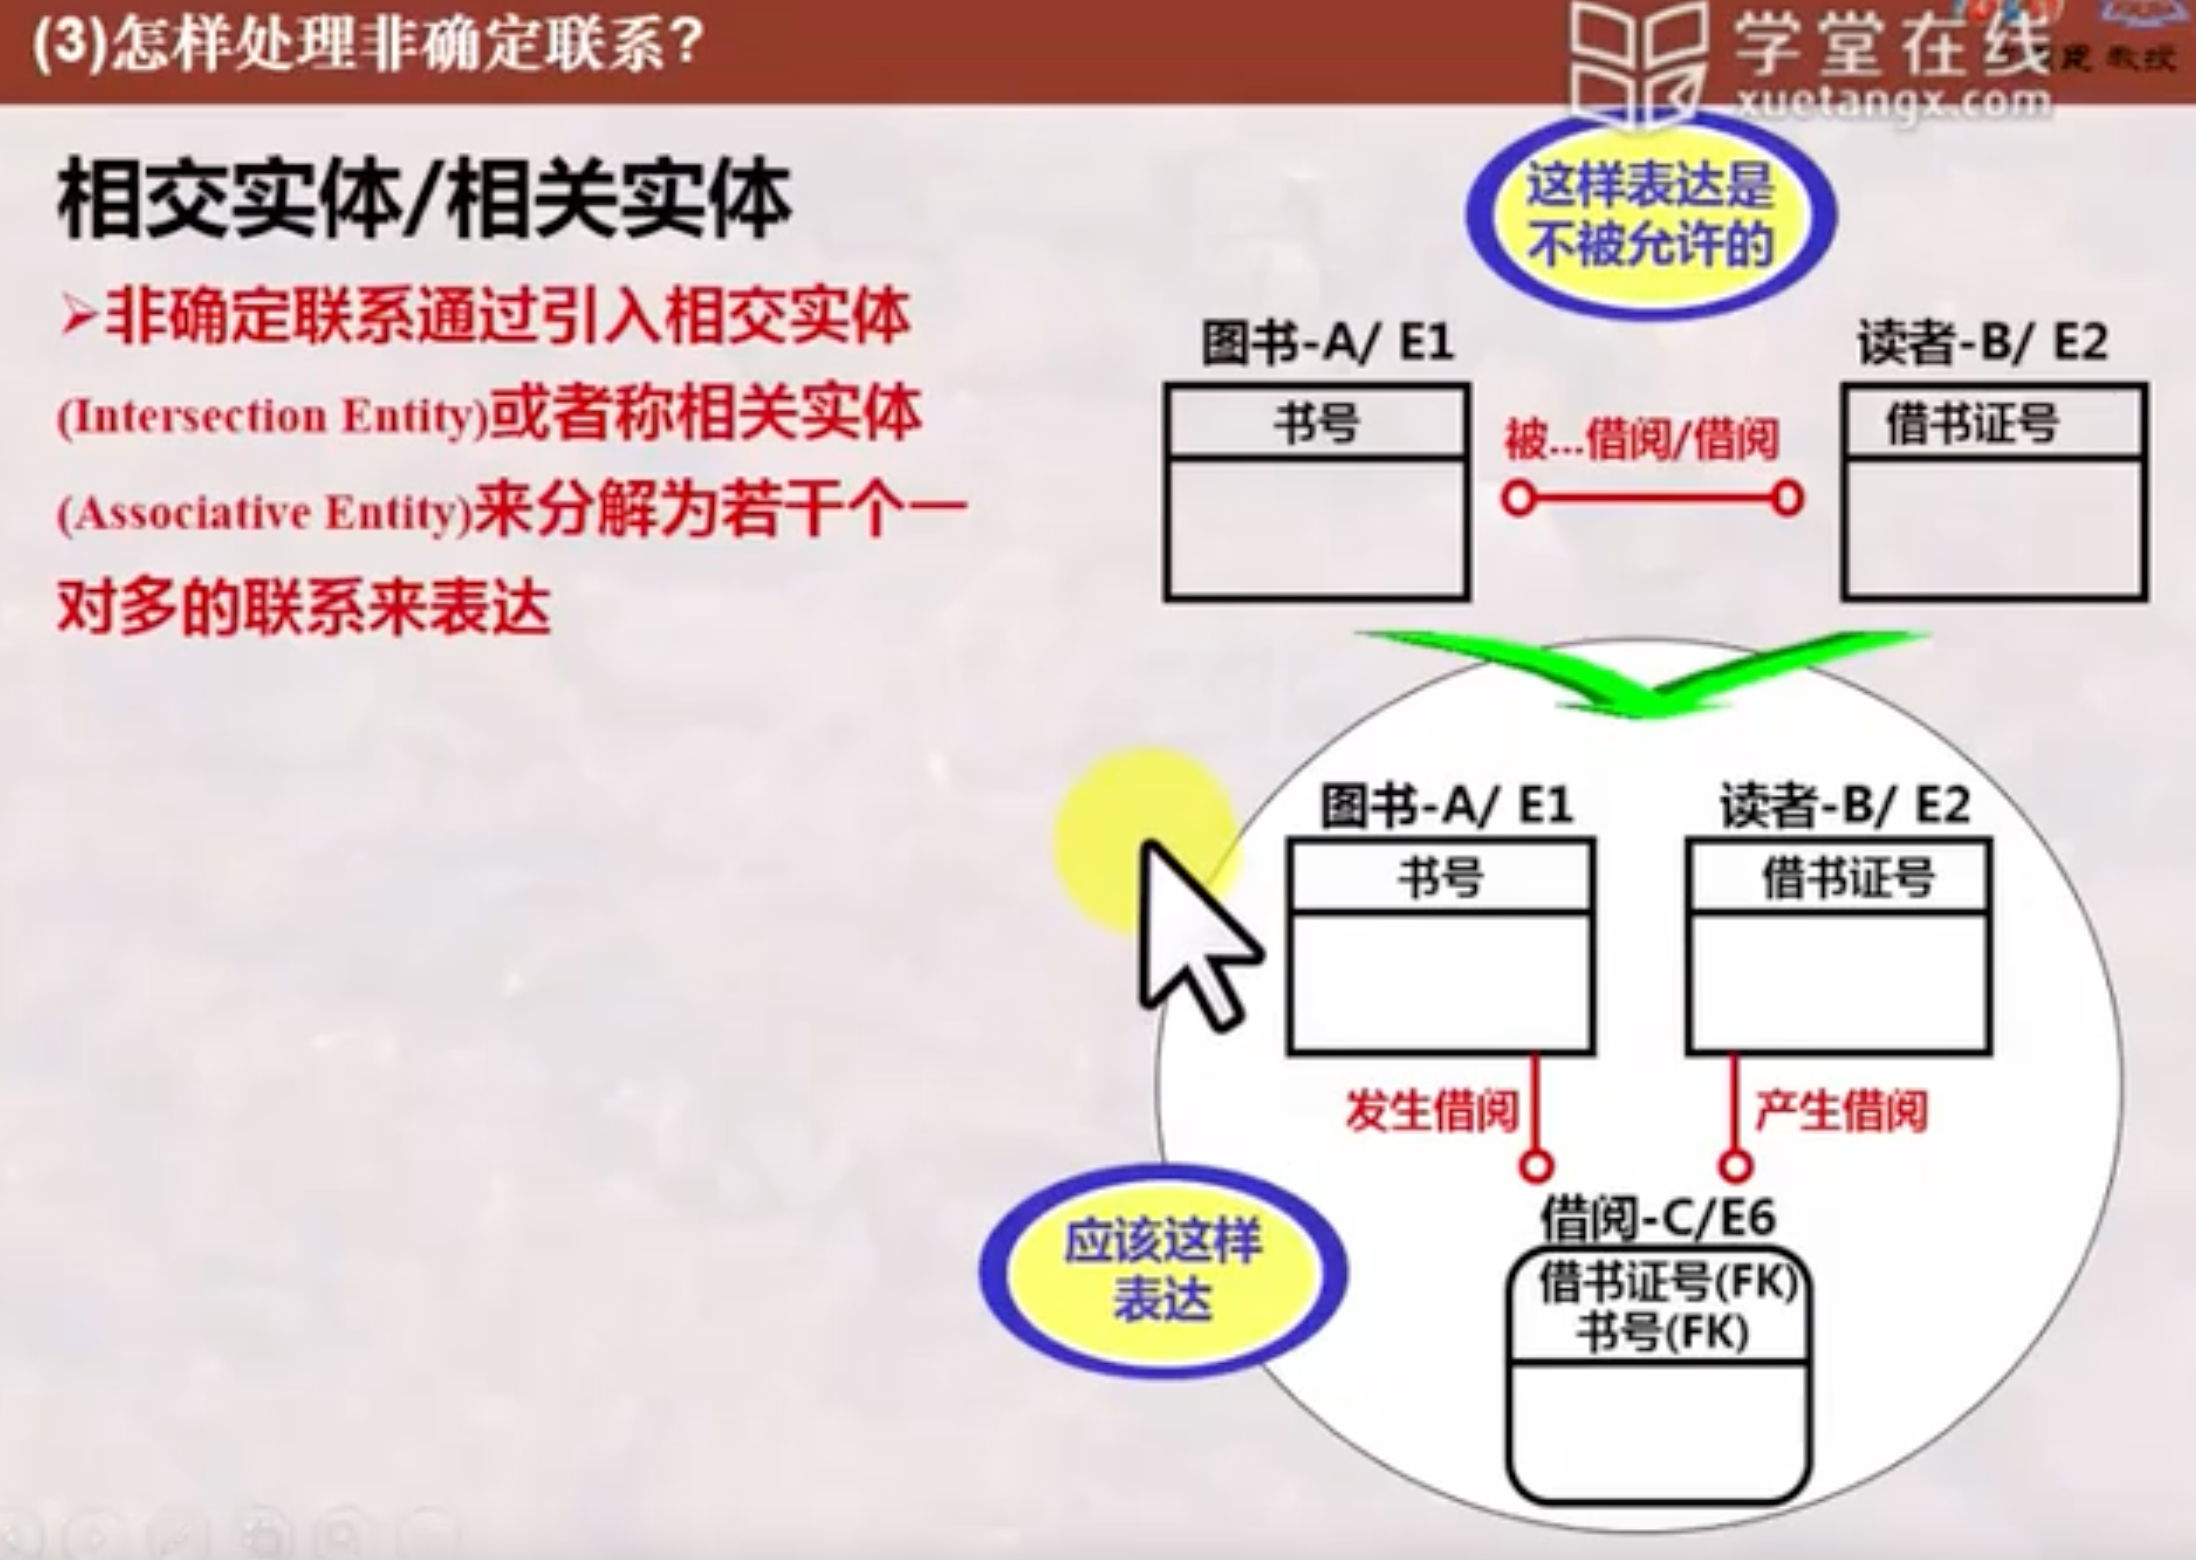 (3)怎样处理非确定联系?
学堂在线
xuetangx.com
教授
相交实体/相关实体
➢非确定联系通过引入相交实体
(Intersection Entity)或者称相关实体
(Associative Entity)来分解为若干个一
对多的联系来表达
这样表达是
不被允许的
图书-A/ E1
书号
被...借阅/借阅
读者-B/ E2
借书证号
图书-A/ E1
书号
读者-B/ E2
借书证号
发生借阅
产生借阅
应该这样
表达
借阅-C/E6
借书证号(FK)
书号(FK)